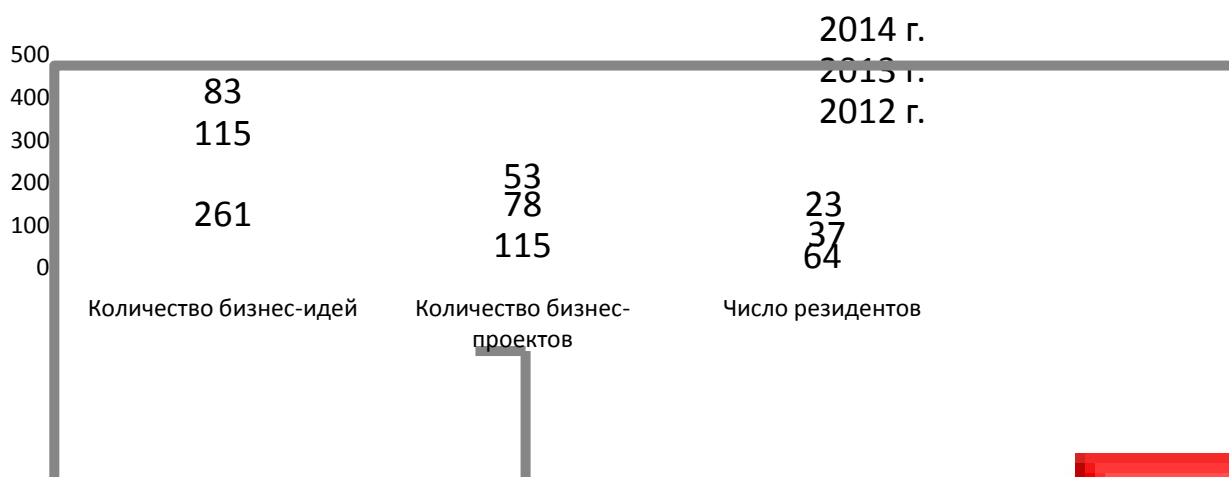 2014 г.
2013 г.
2012 г.
500
400
300
200
100
0
83
115
261
53
78
115
23
37
64
Количество бизнес-идей
Количество бизнес-
проектов
Число резидентов